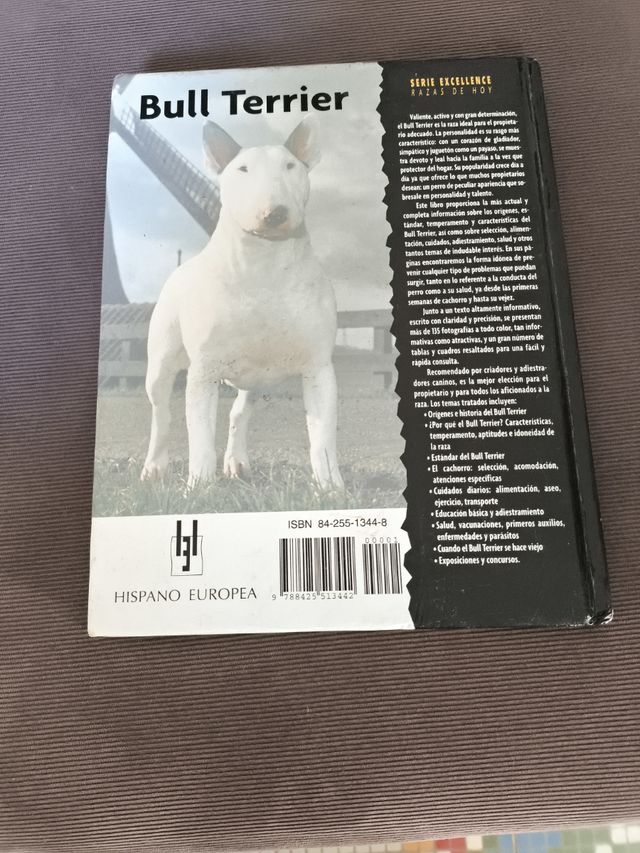 Bull Terrier
SÉRIE EXCELLENCE
RAZAS DE HOY
Valiente, activo y con gran determinación,
el Bull Terrier es la raza ideal para el propieta-
rio adecuado. La personalidad es su rasgo más
característico: con un corazón de gladiador,
simpático y juguetón como un payaso, se mues-
tra devoto y leal hacia la familia a la vez que
protector del hogar. Su popularidad crece día a
día ya que ofrece lo que muchos propietarios
desean: un perro de peculiar apariencia que so-
bresale en personalidad y talento.
Este libro proporciona la más actual y
completa información sobre los orígenes, es-
tándar, temperamento y características del
Bull Terrier, así como sobre selección, alimen-
tación, cuidados, adiestramiento, salud y otros
tantos temas de indudable interés. En sus pá-
ginas encontraremos la forma idónea de pre-
venir cualquier tipo de problemas que puedan
surgir, tanto en lo referente a la conducta del
perro como a su salud, ya desde las primeras
semanas de cachorro y hasta su vejez.
Junto a un texto altamente informativo,
escrito con claridad y precisión, se presentan
más de 135 fotografías a todo color, tan infor-
mativas como atractivas, y un gran número de
tablas y cuadros resaltados para una fácil y
rápida consulta.
Recomendado por criadores y adiestra-
dores caninos, es la mejor elección para el
propietario y para todos los aficionados a la
raza. Los temas tratados incluyen:
• Orígenes e historia del Bull Terrier
• ¿Por qué el Bull Terrier? Características,
temperamento, aptitudes e idoneidad de
la raza
• Estándar del Bull Terrier
• El cachorro: selección, acomodación,
atenciones específicas
• Cuidados diarios: alimentación, aseo,
ejercicio, transporte
• Educación básica y adiestramiento
• Salud, vacunaciones, primeros auxilios,
enfermedades y parásitos
• Cuando el Bull Terrier se hace viejo
• Exposiciones y concursos.
ISBN 84-255-1344-8
00001
HISPANO EUROPEA
9 788425 513442